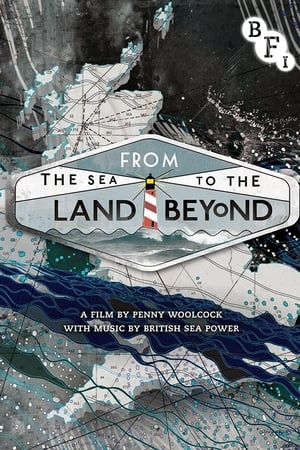 BFI
FROM
THE SEA TO THE
LAND BEYOND
A FILM BY PENNY WOOLCOCK
WITH MUSIC BY BRITISH SEA POWER